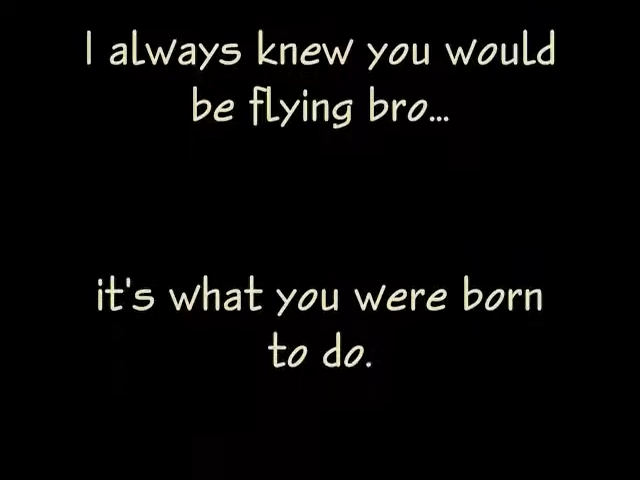 I always knew you would
be flying bro...
it's what you were born
to do.